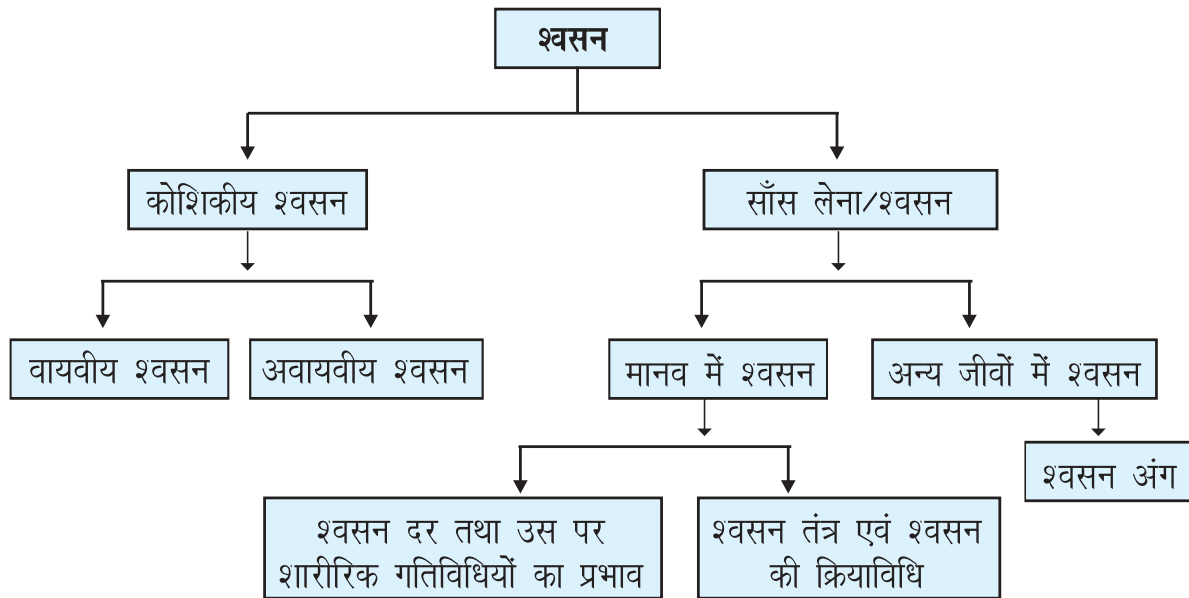 श्वसन
कोशिकीय श्वसन
साँस लेना/श्वसन
वायवीय श्वसन
अवायवीय श्वसन
मानव में श्वसन
अन्य जीवों में श्वसन
श्वसन अंग
श्वसन दर तथा उस पर
शारीरिक गतिविधियों का प्रभाव
श्वसन तंत्र एवं श्वसन
की क्रियाविधि